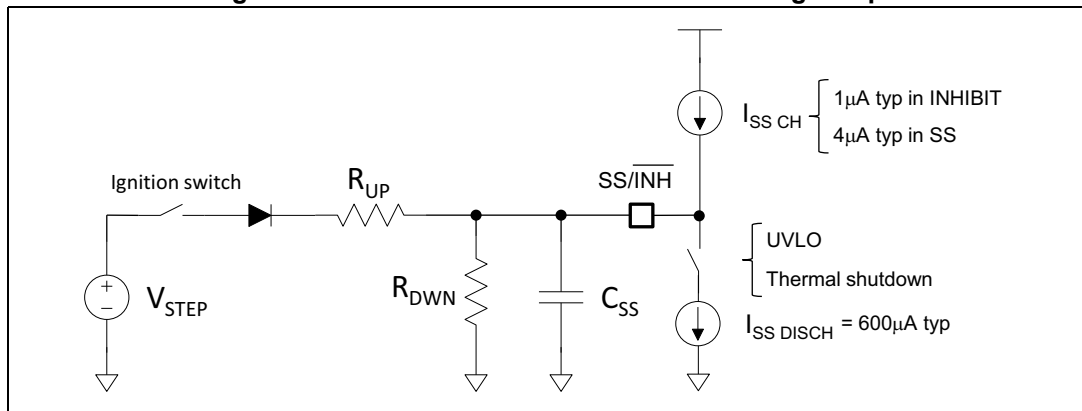 I_SS CH
1µA typ in INHIBIT
4µA typ in SS
Ignition switch
R_UP
SS/I̅N̅H̅
V_STEP
R_DWN
C_SS
UVLO
Thermal shutdown
I_SS DISCH = 600µA typ